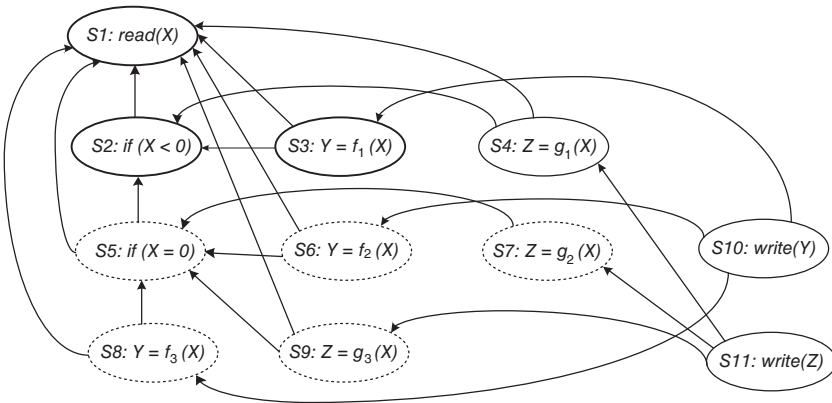 S1: read(X)
S2: if (X < 0)
S3: Y = f₁ (X)
S4: Z = g₁(X)
S5: if (X = 0)
S6: Y = f₂ (X)
S7: Z = g₂ (X)
S10: write(Y)
S8: Y = f₃ (X)
S9: Z = g₃(X)
S11: write(Z)